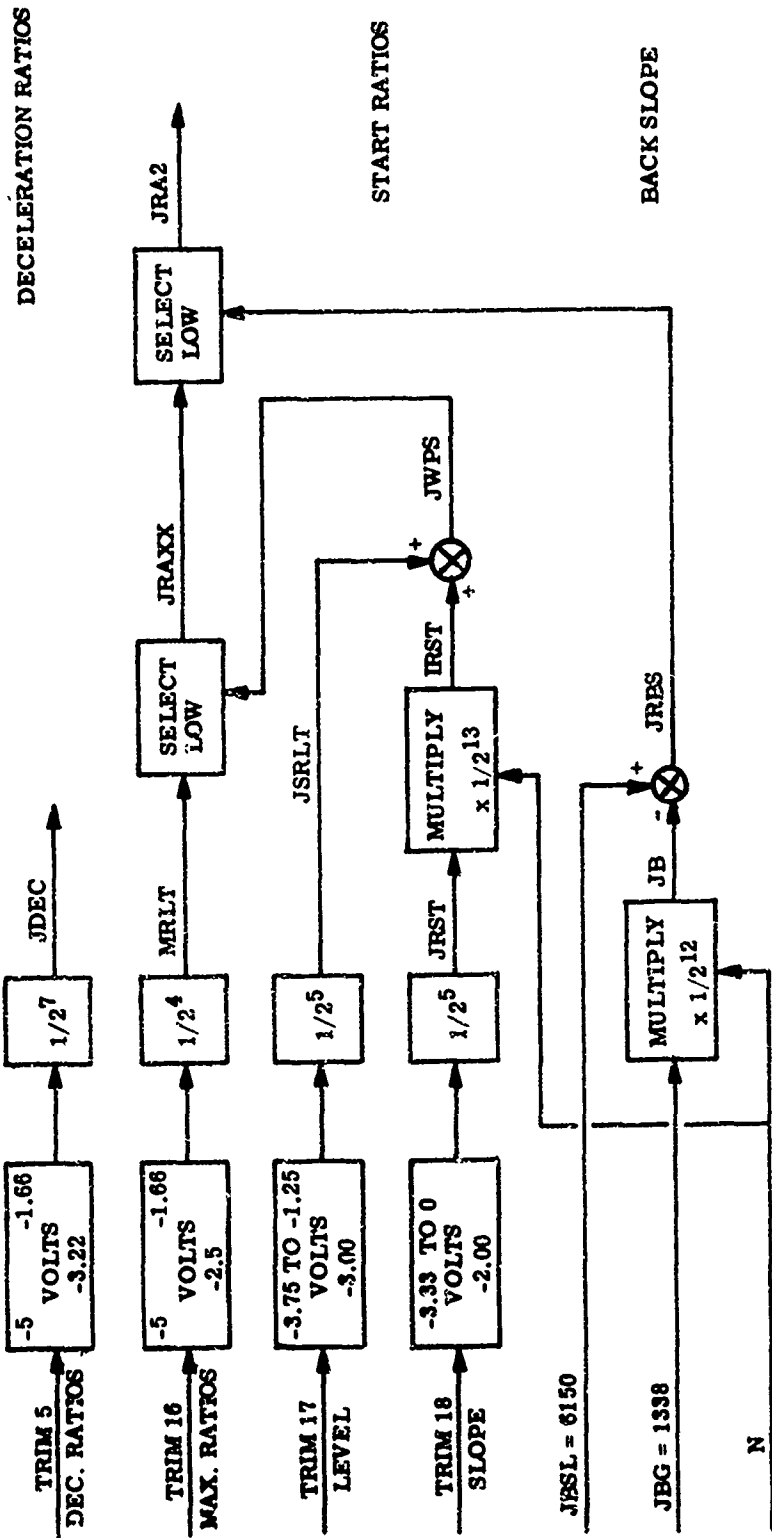 DECELERATION RATIOS
TRIM 5
DEC. RATIOS
-5 -1.66
VOLTS
-3.22
1/2^7
JDEC
TRIM 16
MAX. RATIOS
-5 -1.66
VOLTS
-2.5
1/2^4
MRLT
SELECT
LOW
JRAXX
SELECT
LOW
JRA2
TRIM 17
LEVEL
-3.75 TO -1.25
VOLTS
-3.00
1/2^5
JSRLT
+
JWPS
START RATIOS
TRIM 18
SLOPE
-3.33 TO 0
VOLTS
-2.00
1/2^5
JRST
MULTIPLY
x 1/2^13
IRST
+
JBSL = 6150
+
JRBS
BACK SLOPE
JBG = 1338
MULTIPLY
x 1/2^12
JB
-
N